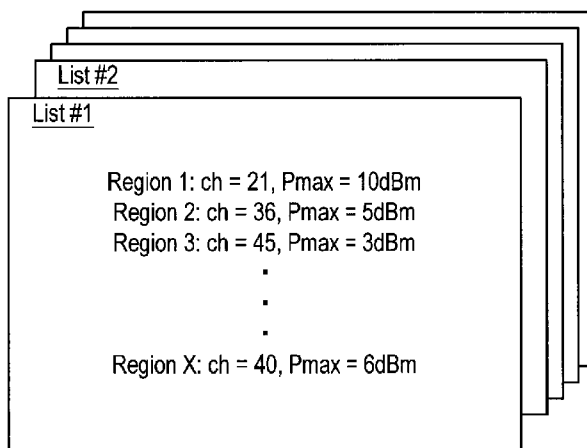 List #2
List #1
Region 1: ch = 21, Pmax = 10dBm
Region 2: ch = 36, Pmax = 5dBm
Region 3: ch = 45, Pmax = 3dBm
.
.
.
Region X: ch = 40, Pmax = 6dBm